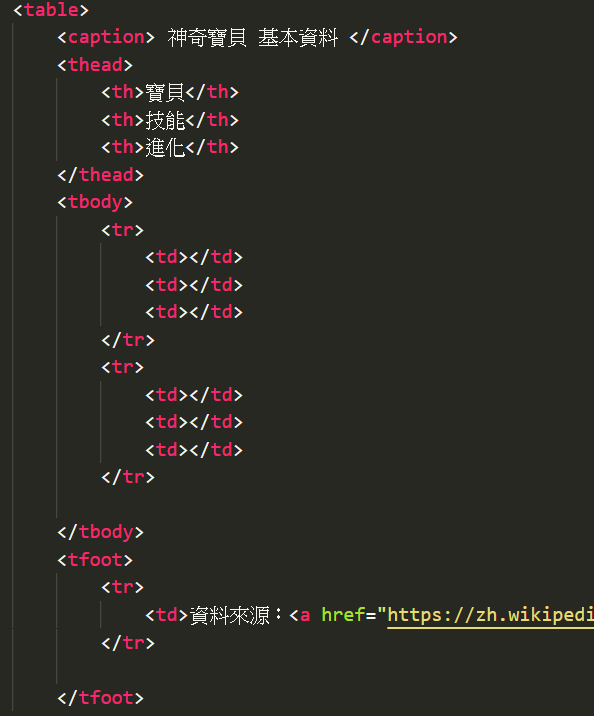 <table>
<caption> 神奇寶貝 基本資料 </caption>
<thead>
<th>寶貝</th>
<th>技能</th>
<th>進化</th>
</thead>
<tbody>
<tr>
<td></td>
<td></td>
<td></td>
</tr>
<tr>
<td></td>
<td></td>
<td></td>
</tr>
</tbody>
<tfoot>
<tr>
<td>資料來源：<a href="https://zh.wikipedi
</tr>
</tfoot>